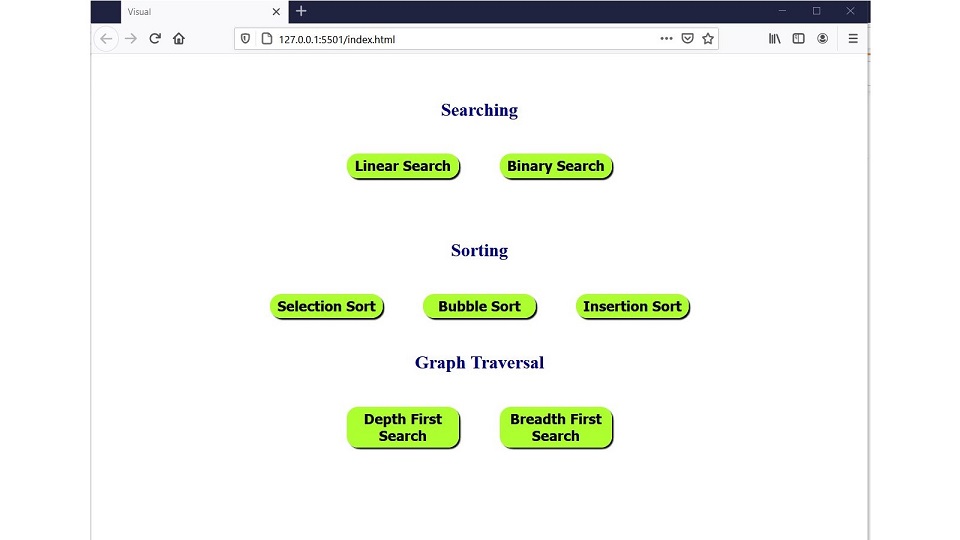 Visual
127.0.0.1:5501/index.html
Searching
Linear Search
Binary Search
Sorting
Selection Sort
Bubble Sort
Insertion Sort
Graph Traversal
Depth First
Search
Breadth First
Search